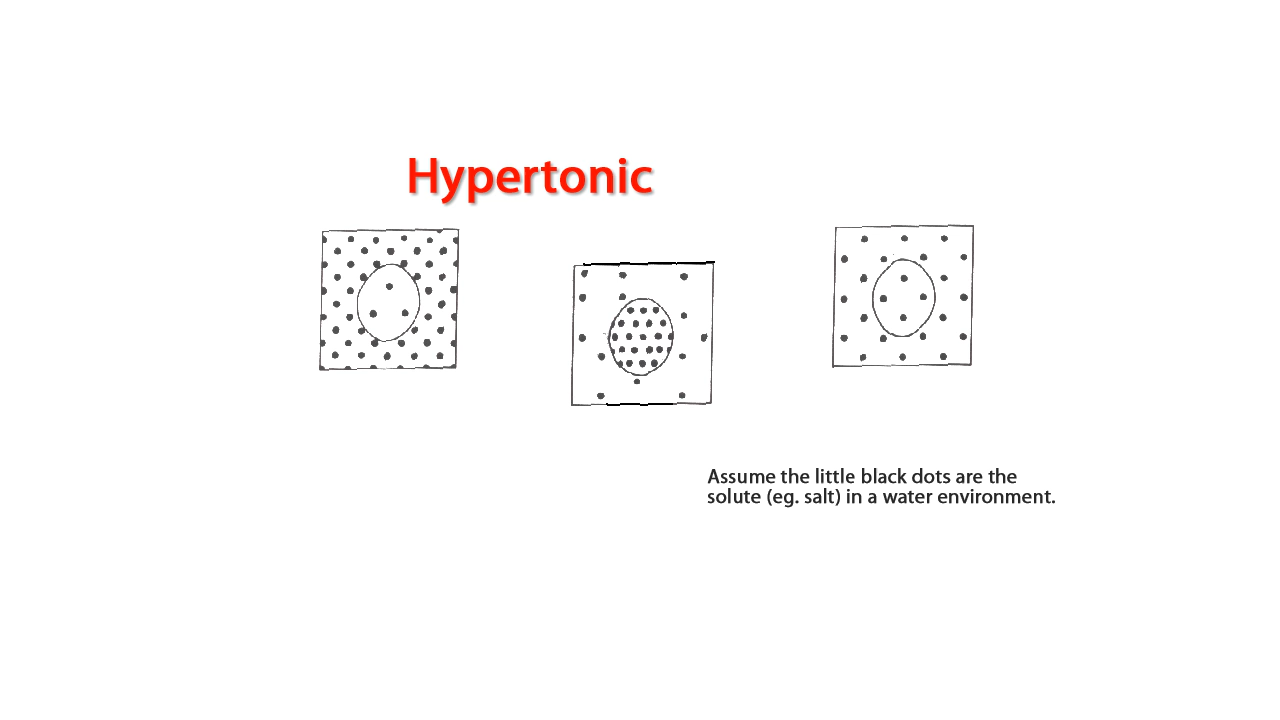 Hypertonic
Assume the little black dots are the
solute (eg. salt) in a water environment.